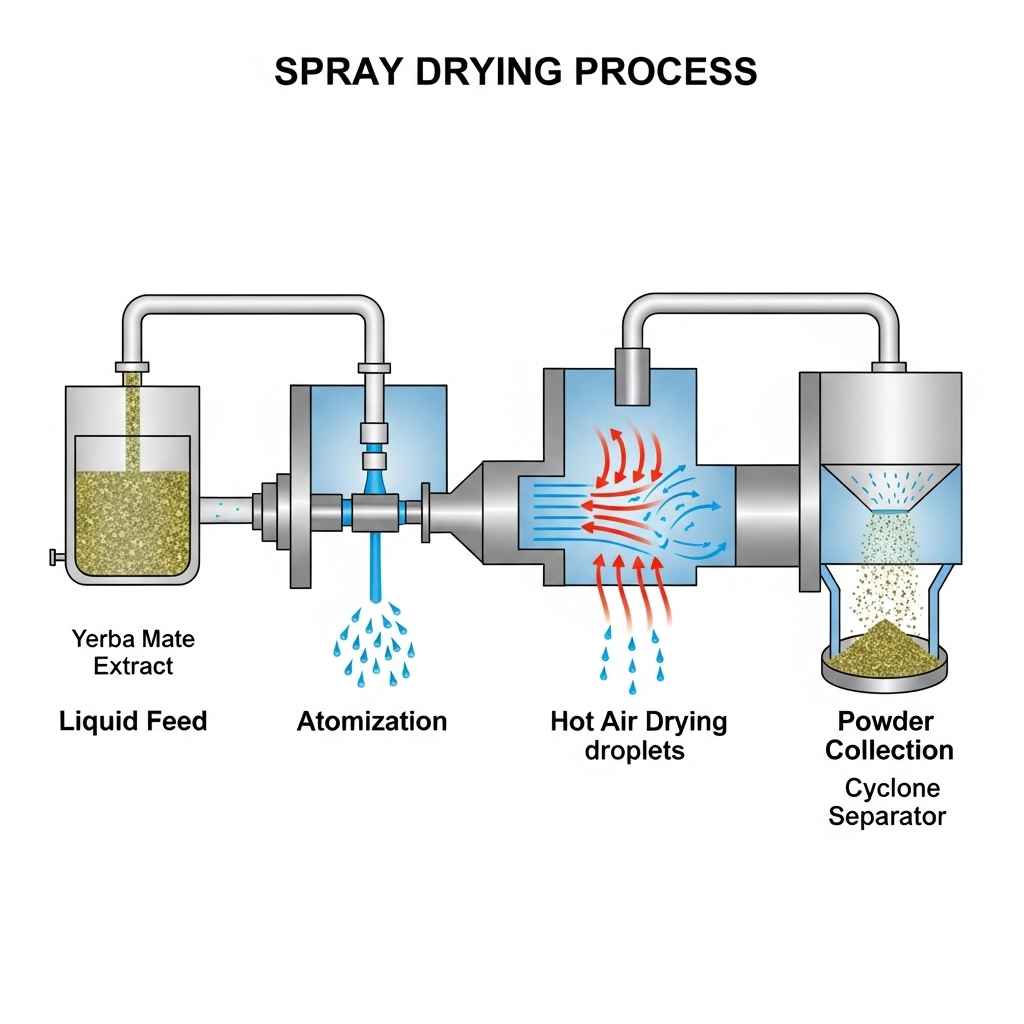 SPRAY DRYING PROCESS
Yerba Mate
Extract
Liquid Feed
Atomization
Hot Air Drying
droplets
Powder
Collection
Cyclone
Separator